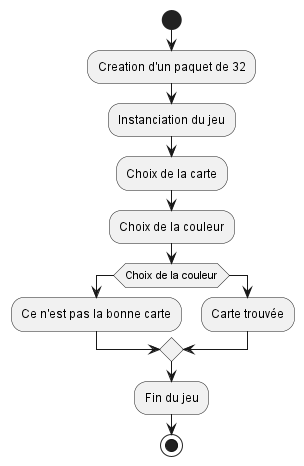 Creation d'un paquet de 32
Instanciation du jeu
Choix de la carte
Choix de la couleur
Choix de la couleur
Ce n'est pas la bonne carte
Carte trouvée
Fin du jeu